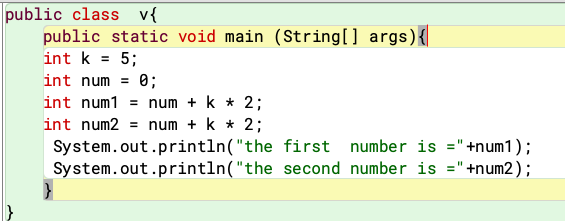 public class  v{
    public static void main (String[] args){
    int k = 5;
    int num = 0;
    int num1 = num + k * 2;
    int num2 = num + k * 2;
     System.out.println("the first  number is ="+num1);
     System.out.println("the second number is ="+num2);
    }
}